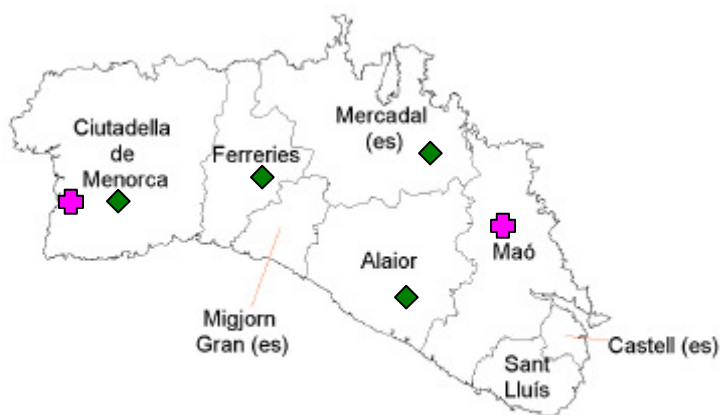 Ciutadella
de
Menorca
Ferreries
Mercadal
(es)
Alaior
Maó
Migjorn
Gran (es)
Sant
Lluís
Castell (es)